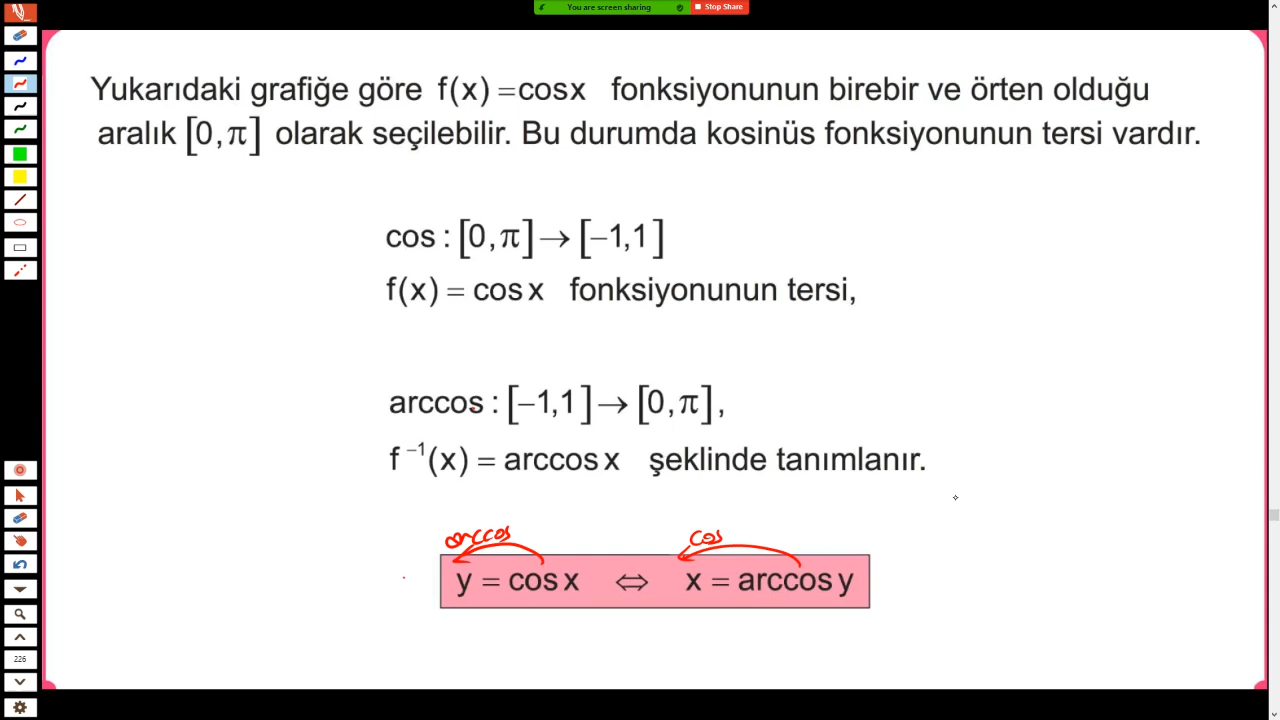 You are screen sharing
Stop Share
Yukarıdaki grafiğe göre f(x) =cosx fonksiyonunun birebir ve örten olduğu
aralık [0,π] olarak seçilebilir. Bu durumda kosinüs fonksiyonunun tersi vardır.
cos : [0,π] → [−1,1]
f(x) = cos x fonksiyonunun tersi,
arccos : [−1,1] → [0,π],
f⁻¹(x) = arccos x şeklinde tanımlanır.
arccos cos
y = cos x ⇔ x = arccos y
226